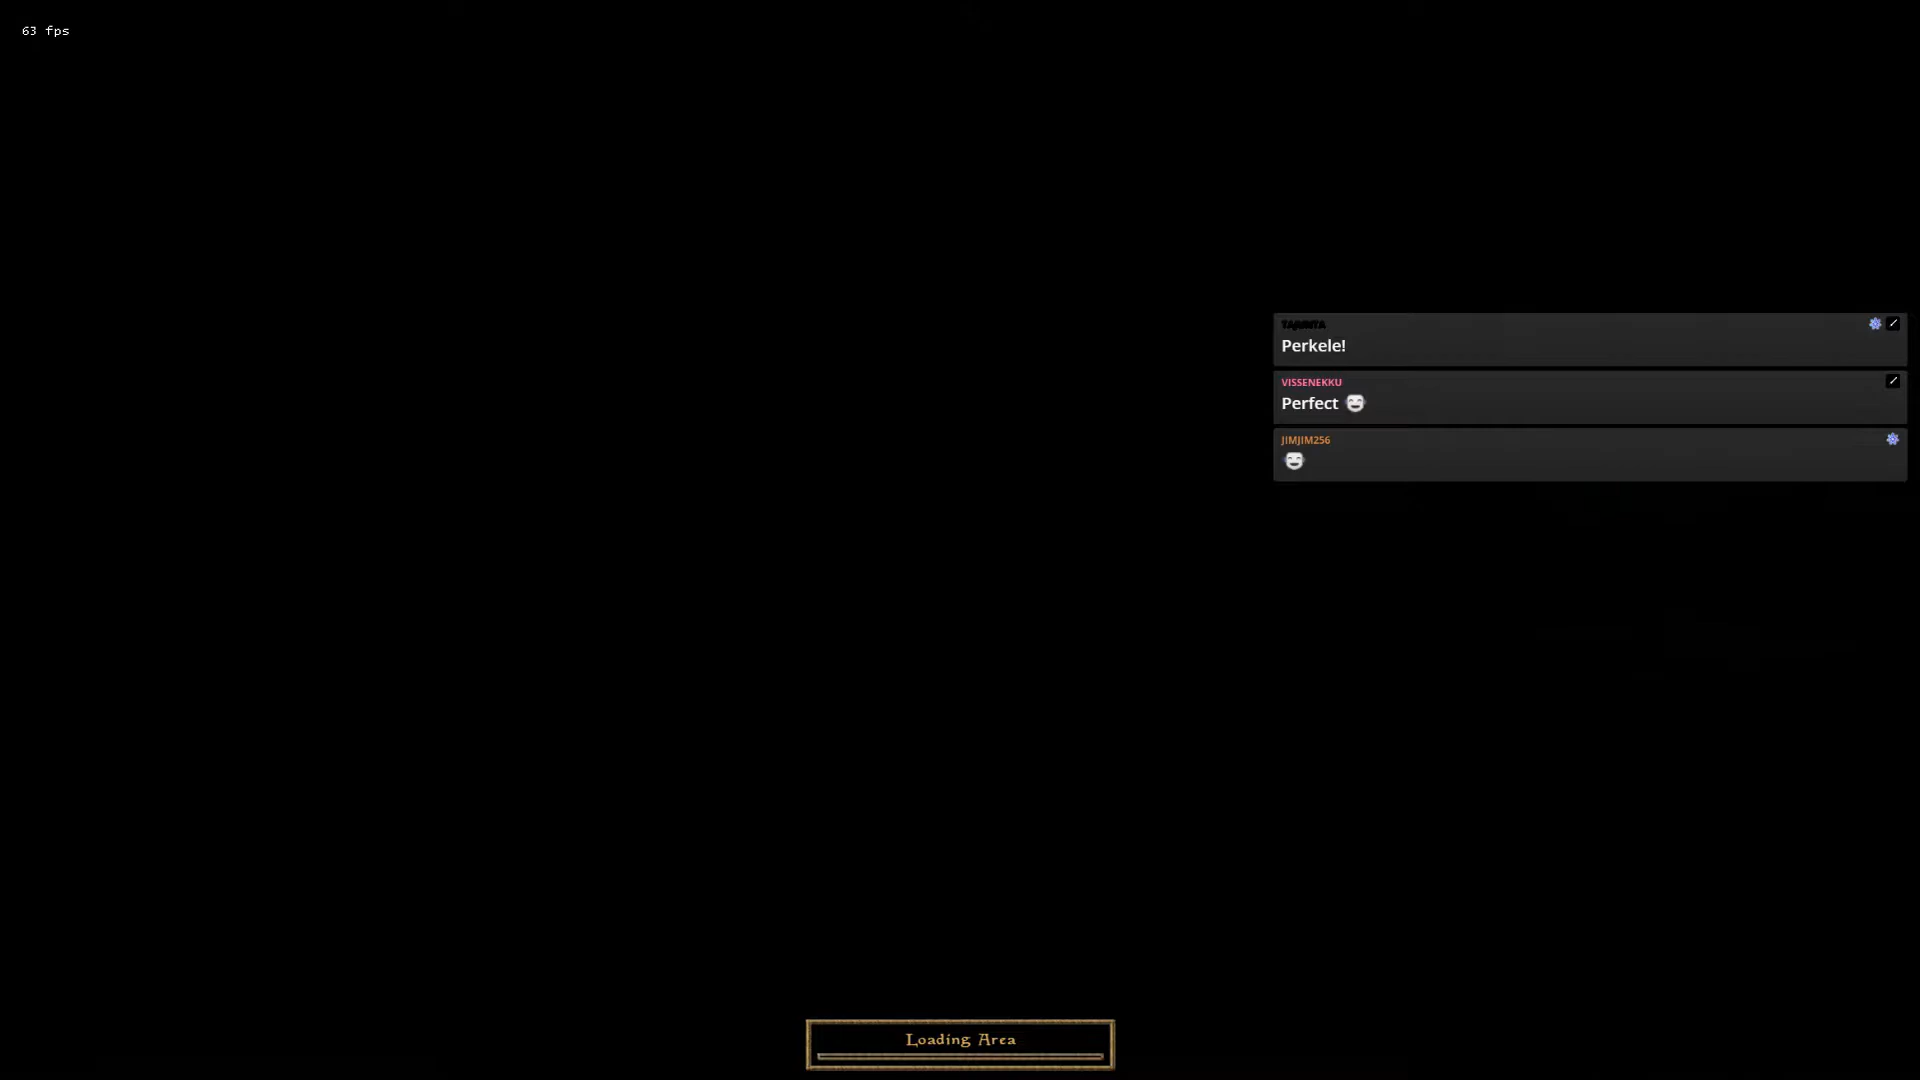 63 fps
Perkele!
VISSENEKKU
Perfect
JIMJIM256
Loading Area